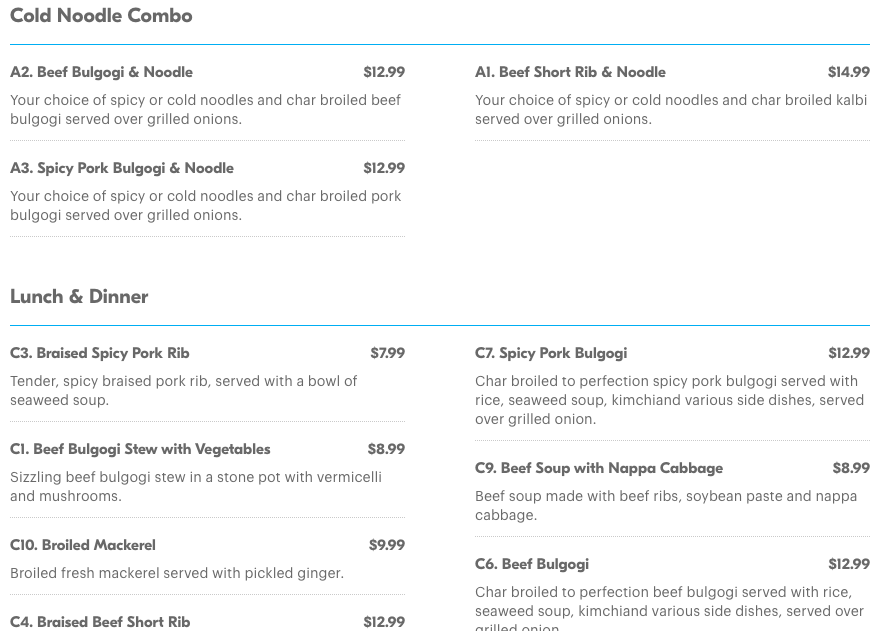 Cold Noodle Combo
A2. Beef Bulgogi & Noodle $12.99
Your choice of spicy or cold noodles and char broiled beef
bulgogi served over grilled onions.
A3. Spicy Pork Bulgogi & Noodle $12.99
Your choice of spicy or cold noodles and char broiled pork
bulgogi served over grilled onions.
A1. Beef Short Rib & Noodle $14.99
Your choice of spicy or cold noodles and char broiled kalbi
served over grilled onions.
Lunch & Dinner
C3. Braised Spicy Pork Rib $7.99
Tender, spicy braised pork rib, served with a bowl of
seaweed soup.
C1. Beef Bulgogi Stew with Vegetables $8.99
Sizzling beef bulgogi stew in a stone pot with vermicelli
and mushrooms.
C10. Broiled Mackerel $9.99
Broiled fresh mackerel served with pickled ginger.
C4. Braised Beef Short Rib $12.99
C7. Spicy Pork Bulgogi $12.99
Char broiled to perfection spicy pork bulgogi served with
rice, seaweed soup, kimchiand various side dishes, served
over grilled onion.
C9. Beef Soup with Nappa Cabbage $8.99
Beef soup made with beef ribs, soybean paste and nappa
cabbage.
C6. Beef Bulgogi $12.99
Char broiled to perfection beef bulgogi served with rice,
seaweed soup, kimchiand various side dishes, served over
grilled onion.